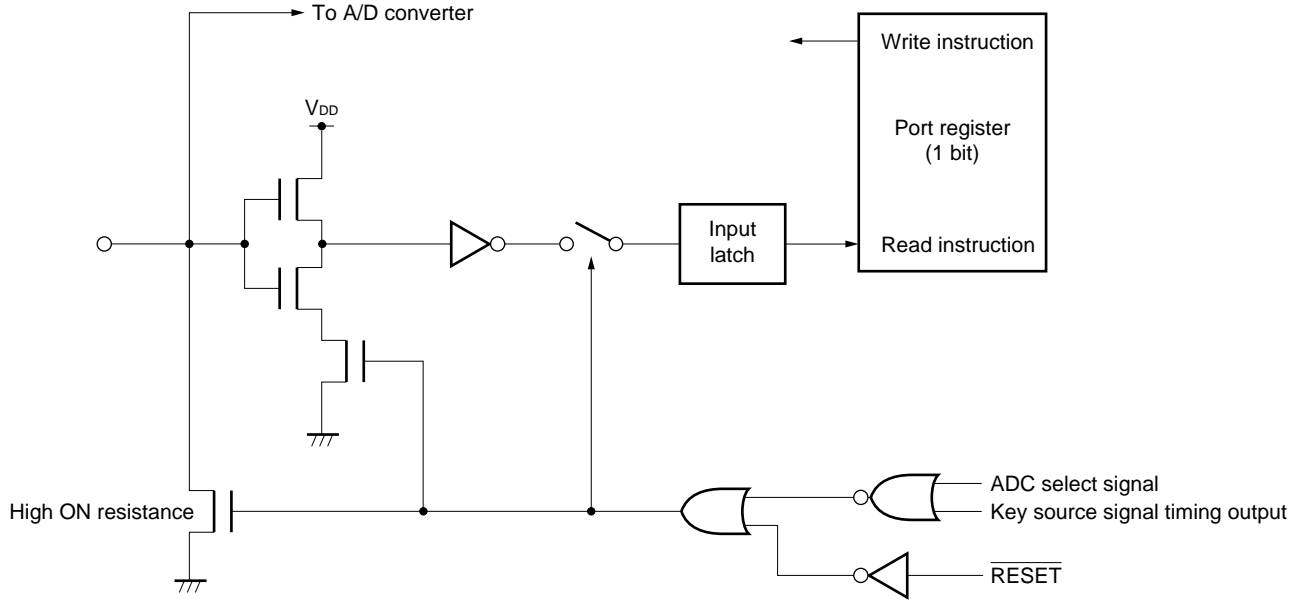 To A/D converter
Write instruction
VDD
Port register
(1 bit)
Input
latch
Read instruction
High ON resistance
ADC select signal
Key source signal timing output
R̅E̅S̅E̅T̅